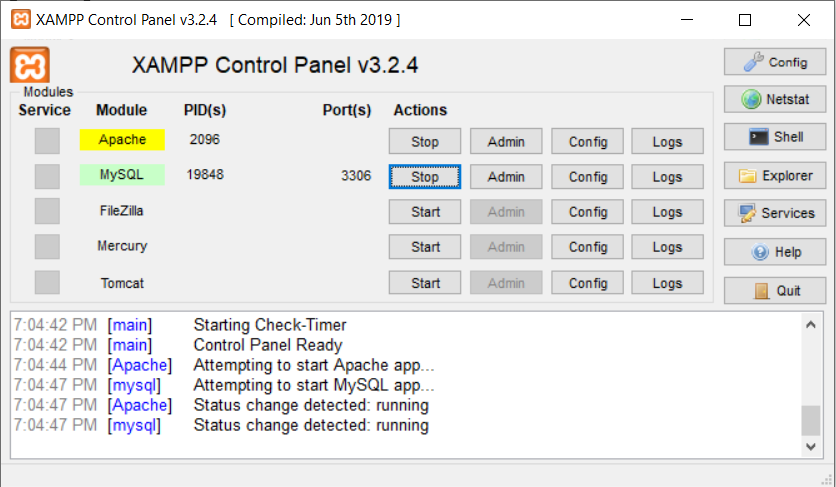 XAMPP Control Panel v3.2.4 [ Compiled: Jun 5th 2019 ]
XAMPP Control Panel v3.2.4
Config
Modules
Service Module PID(s) Port(s) Actions
Netstat
Apache 2096 Stop Admin Config Logs
Shell
MySQL 19848 3306 Stop Admin Config Logs
Explorer
FileZilla Start Admin Config Logs
Services
Mercury Start Admin Config Logs
Help
Tomcat Start Admin Config Logs
Quit
7:04:42 PM [main] Starting Check-Timer
7:04:42 PM [main] Control Panel Ready
7:04:44 PM [Apache] Attempting to start Apache app...
7:04:47 PM [mysql] Attempting to start MySQL app...
7:04:47 PM [Apache] Status change detected: running
7:04:47 PM [mysql] Status change detected: running